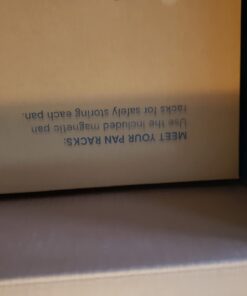 MEET YOUR PAN RACKS:
Use the included magnetic pan
racks for safely storing each pan.